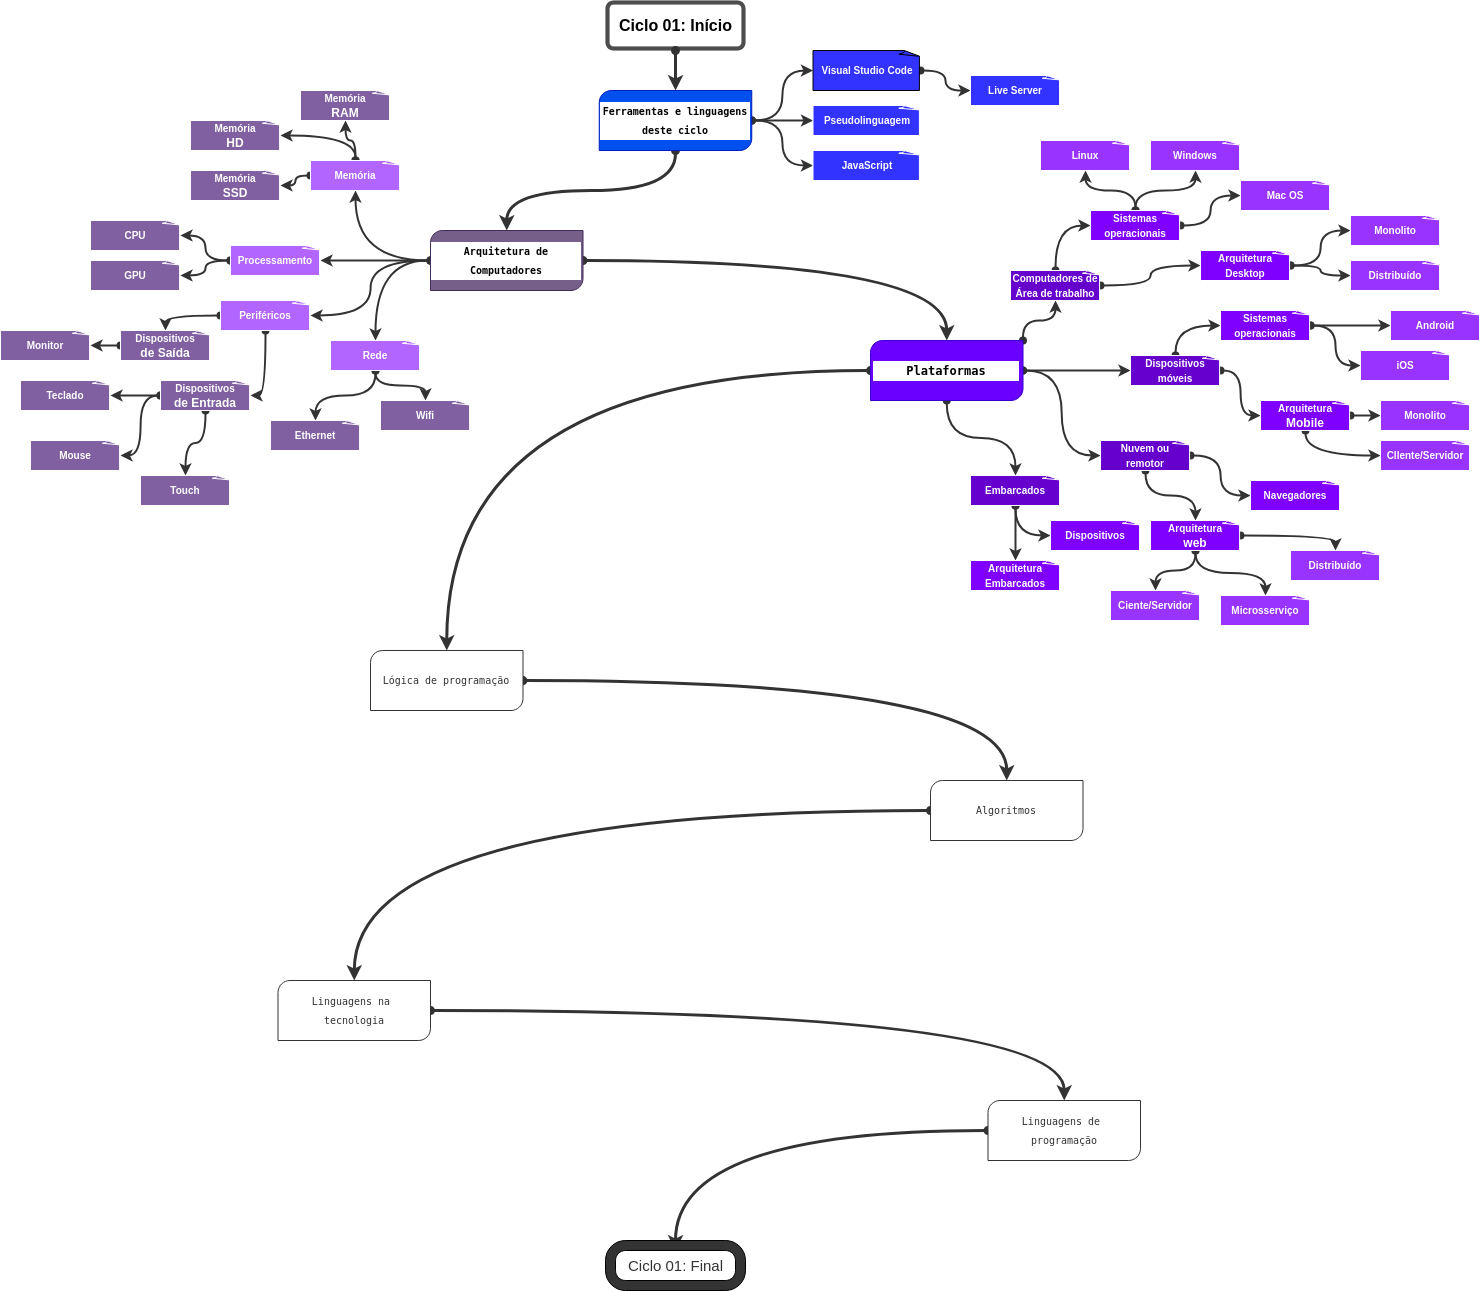 Ciclo 01: Início
Ferramentas e linguagens
deste ciclo
Visual Studio Code
Live Server
Pseudolinguagem
JavaScript
Memória
RAM
Memória
HD
Memória
SSD
Memória
CPU
GPU
Processamento
Arquitetura de
Computadores
Periféricos
Dispositivos
de Saída
Monitor
Rede
Dispositivos
de Entrada
Teclado
Mouse
Touch
Ethernet
Wifi
Linux
Windows
Mac OS
Sistemas
operacionais
Computadores de
Área de trabalho
Arquitetura
Desktop
Monolito
Distribuído
Plataformas
Sistemas
operacionais
Android
iOS
Dispositivos
móveis
Arquitetura
Mobile
Monolito
Cllente/Servidor
Nuvem ou
remotor
Navegadores
Embarcados
Dispositivos
Arquitetura
Embarcados
Arquitetura
web
Distribuído
Ciente/Servidor
Microsserviço
Lógica de programação
Algoritmos
Linguagens na
tecnologia
Linguagens de
programação
Ciclo 01: Final